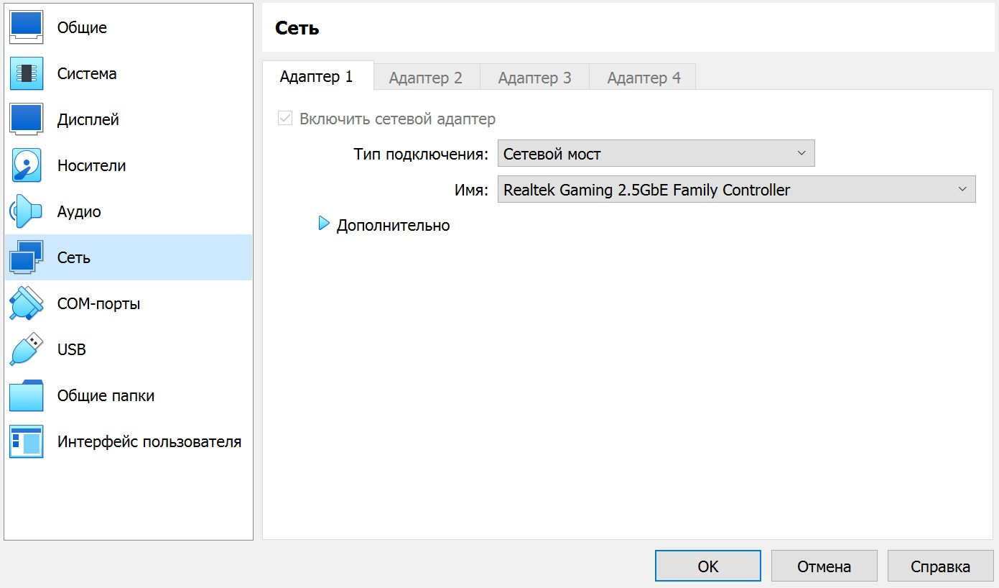 Общие
Система
Дисплей
Носители
Аудио
Сеть
COM-порты
USB
Общие папки
Интерфейс пользователя
Сеть
Адаптер 1
Адаптер 2
Адаптер 3
Адаптер 4
Включить сетевой адаптер
Тип подключения: Сетевой мост
Имя: Realtek Gaming 2.5GbE Family Controller
Дополнительно
OK
Отмена
Справка